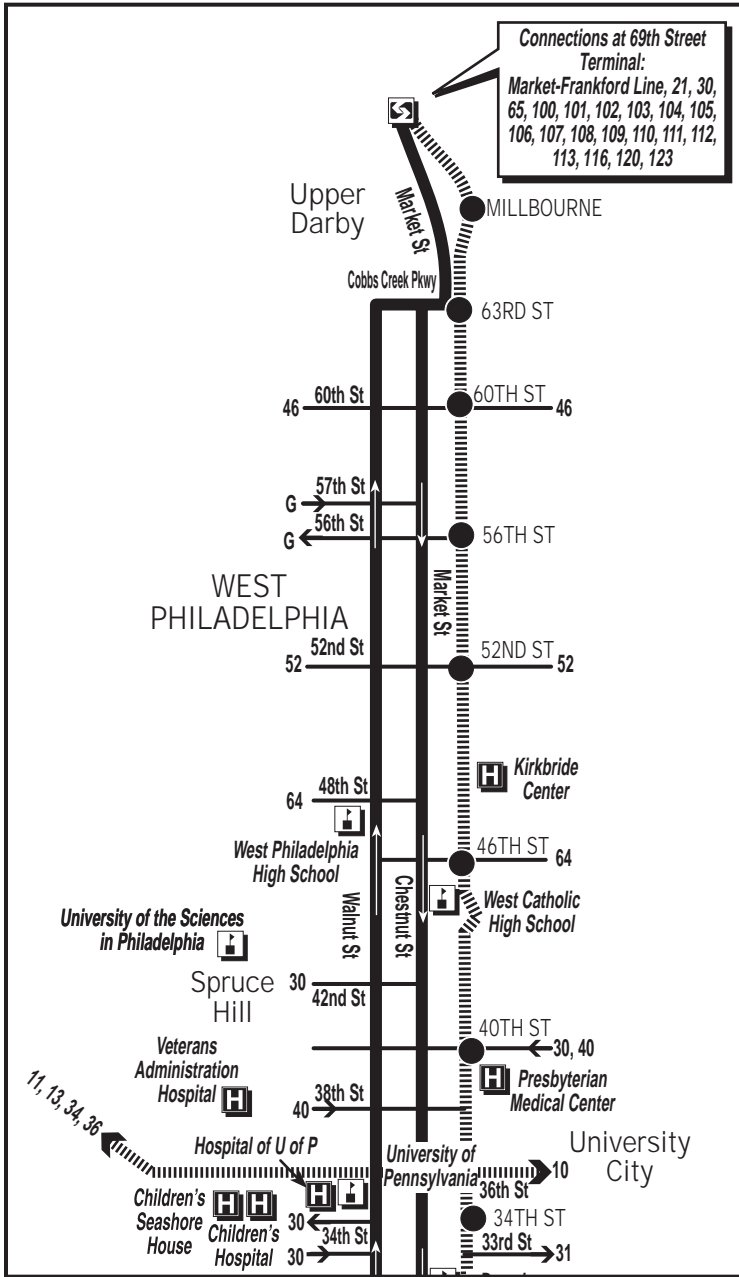 Connections at 69th Street
Terminal:
Market-Frankford Line, 21, 30,
65, 100, 101, 102, 103, 104, 105,
106, 107, 108, 109, 110, 111, 112,
113, 116, 120, 123
Upper
Darby
Market St
MILLBOURNE
Cobbs Creek Pkwy
63RD ST
46
60th St
60TH ST
46
57th St
G
56th St
G
56TH ST
WEST
PHILADELPHIA
Market St
52nd St
52
52ND ST
52
H
Kirkbride
Center
48th St
64
West Philadelphia
High School
46TH ST
64
Walnut St
Chestnut St
West Catholic
High School
University of the Sciences
in Philadelphia
Spruce
Hill
30
42nd St
40TH ST
30, 40
Veterans
Administration
Hospital
H
H
Presbyterian
Medical Center
38th St
40
11, 13, 34, 36
Hospital of U of P
University of
Pennsylvania
University
City
10
36th St
H
Children's
Seashore
House
H
H
Children's
Hospital
30
34th St
30
34TH ST
33rd St
31